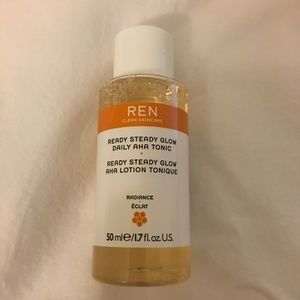 REN
CLEAN SKINCARE
READY STEADY GLOW
DAILY AHA TONIC
READY STEADY GLOW
AHA LOTION TONIQUE
RADIANCE
ÉCLAT
50 ml ℮/1.7 fl. oz. U.S.